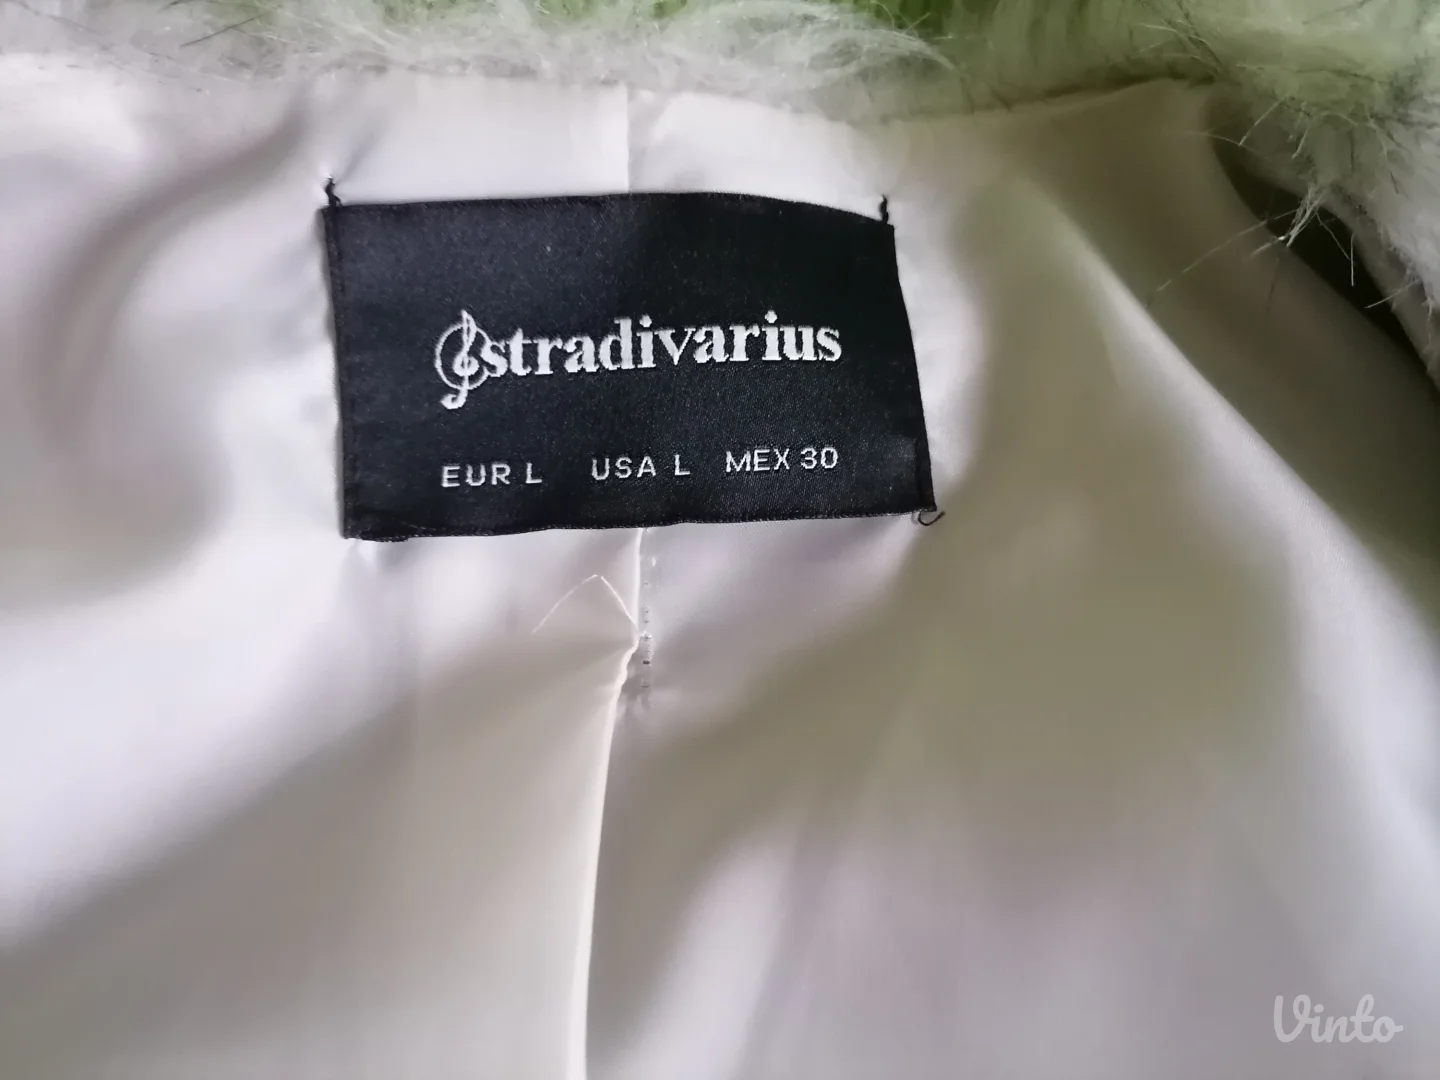 stradivarius
EUR L USA L MEX 30
Vinto